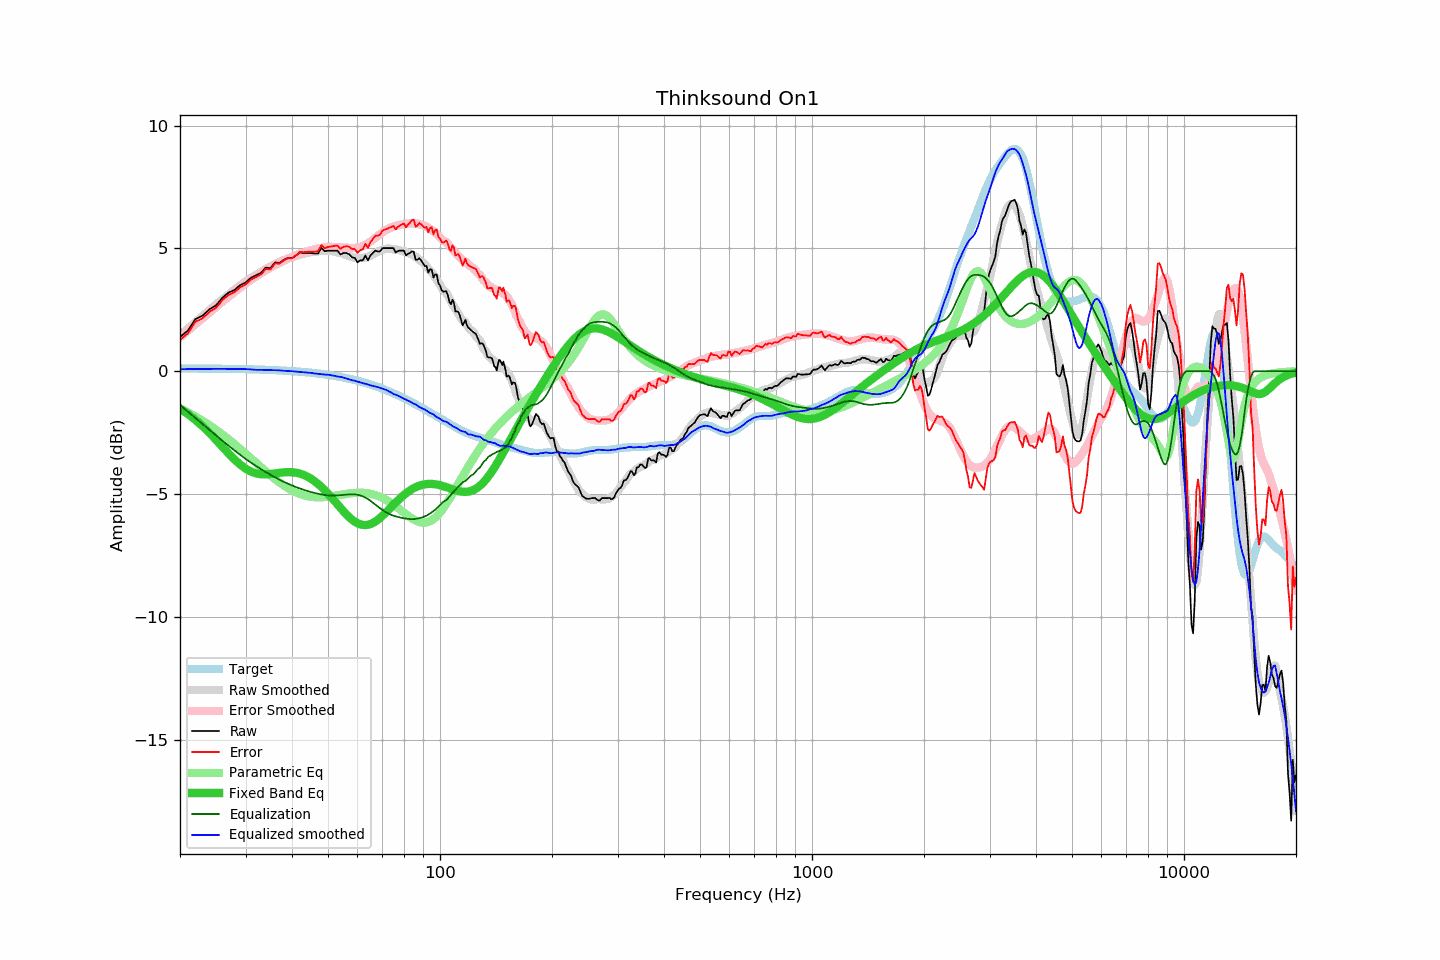 Thinksound On1
10
5
0
−5
−10
−15
Amplitude (dBr)
Target
Raw Smoothed
Error Smoothed
Raw
Error
Parametric Eq
Fixed Band Eq
Equalization
Equalized smoothed
100
1000
10000
Frequency (Hz)